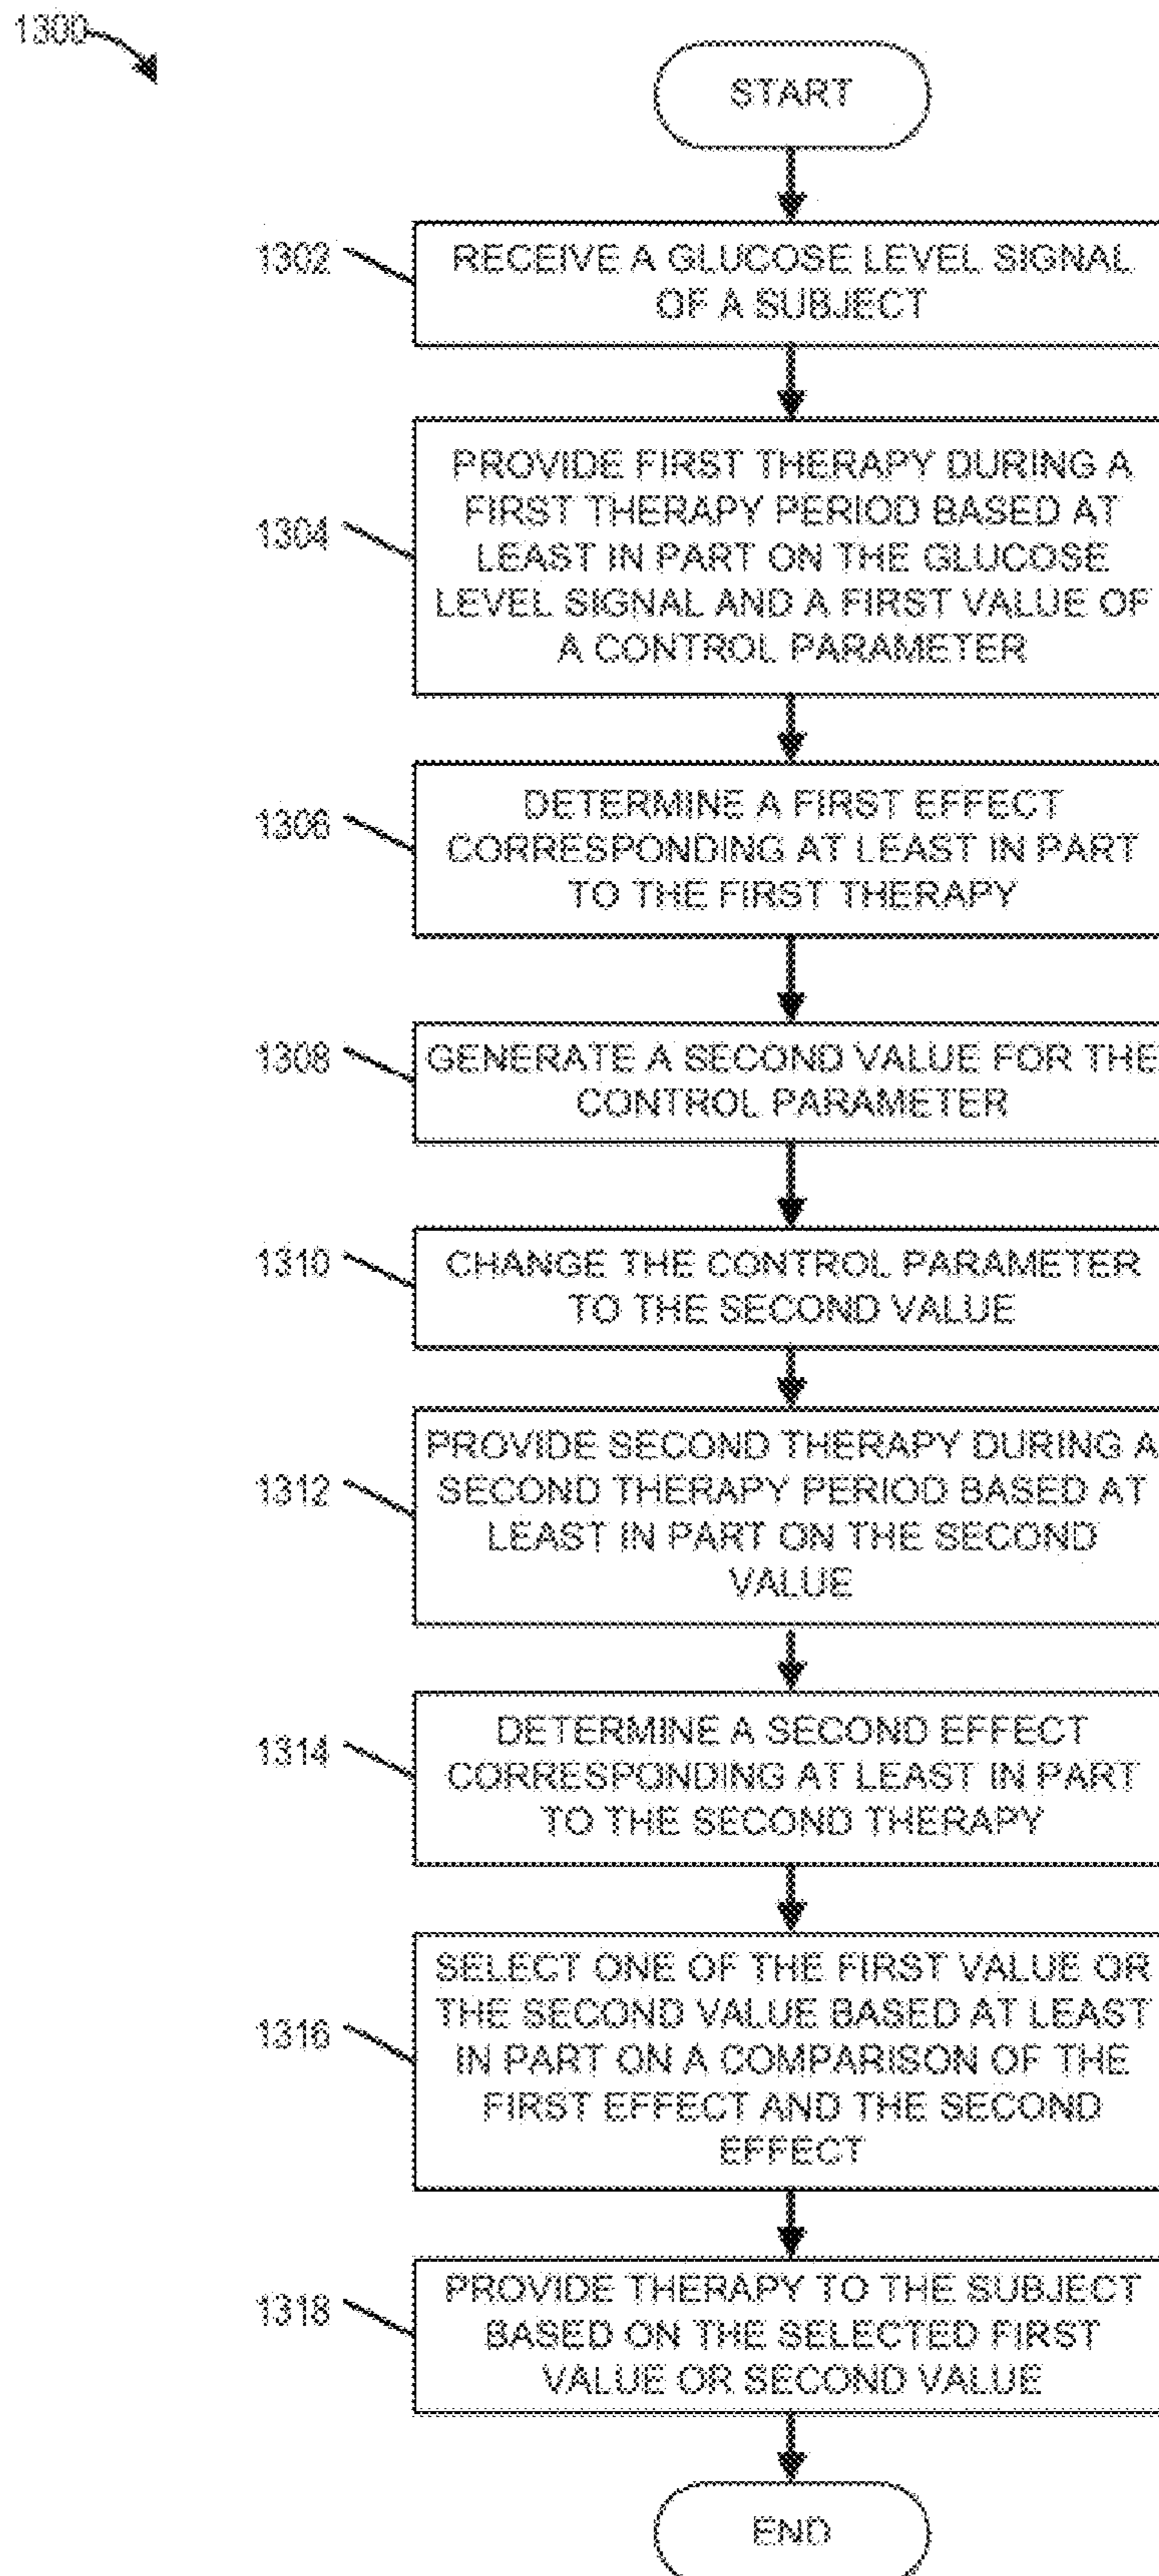 1300
START
1302
RECEIVE A GLUCOSE LEVEL SIGNAL
OF A SUBJECT
1304
PROVIDE FIRST THERAPY DURING A
FIRST THERAPY PERIOD BASED AT
LEAST IN PART ON THE GLUCOSE
LEVEL SIGNAL AND A FIRST VALUE OF
A CONTROL PARAMETER
1306
DETERMINE A FIRST EFFECT
CORRESPONDING AT LEAST IN PART
TO THE FIRST THERAPY
1308
GENERATE A SECOND VALUE FOR THE
CONTROL PARAMETER
1310
CHANGE THE CONTROL PARAMETER
TO THE SECOND VALUE
1312
PROVIDE SECOND THERAPY DURING A
SECOND THERAPY PERIOD BASED AT
LEAST IN PART ON THE SECOND
VALUE
1314
DETERMINE A SECOND EFFECT
CORRESPONDING AT LEAST IN PART
TO THE SECOND THERAPY
1316
SELECT ONE OF THE FIRST VALUE OR
THE SECOND VALUE BASED AT LEAST
IN PART ON A COMPARISON OF THE
FIRST EFFECT AND THE SECOND
EFFECT
1318
PROVIDE THERAPY TO THE SUBJECT
BASED ON THE SELECTED FIRST
VALUE OR SECOND VALUE
END